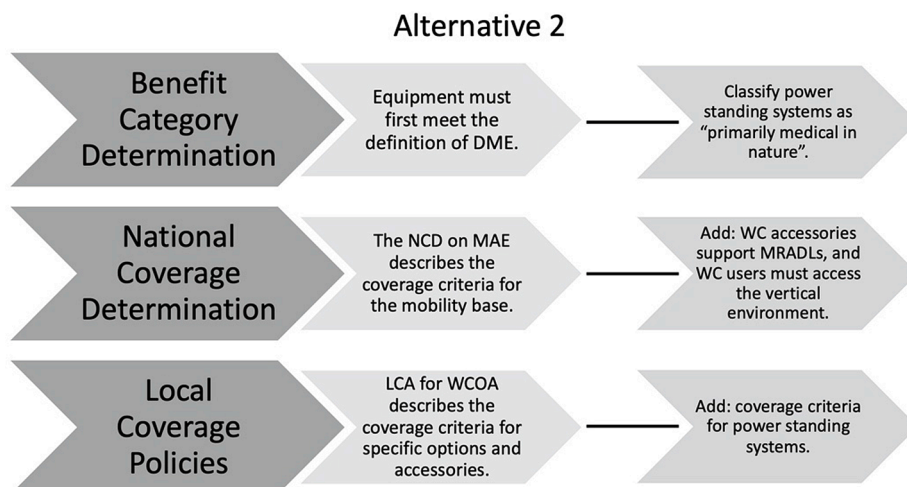 Alternative 2
Benefit
Category
Determination
Equipment must
first meet the
definition of DME.
Classify power
standing systems as
“primarily medical in
nature”.
National
Coverage
Determination
The NCD on MAE
describes the
coverage criteria for
the mobility base.
Add: WC accessories
support MRADLs, and
WC users must access
the vertical
environment.
Local
Coverage
Policies
LCA for WCOA
describes the
coverage criteria for
specific options and
accessories.
Add: coverage criteria
for power standing
systems.